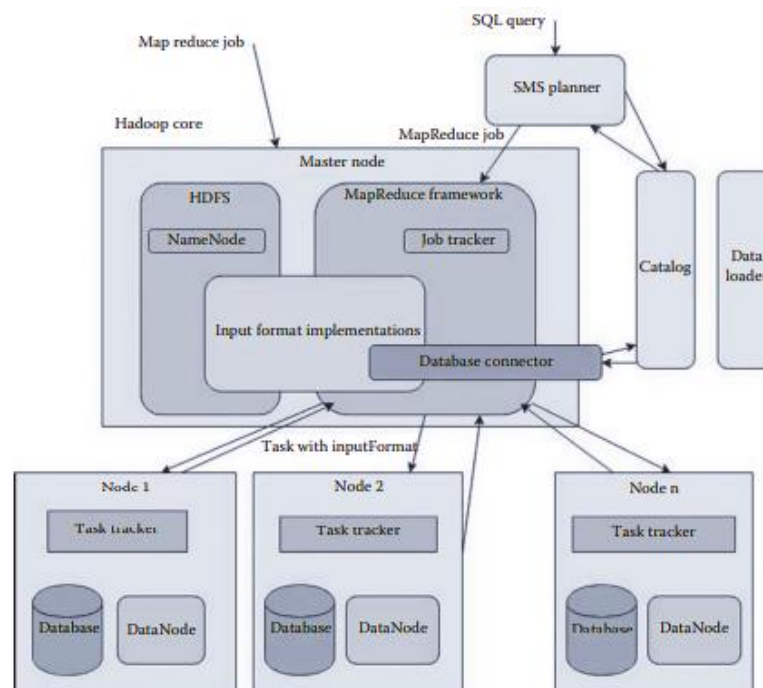 SQL query
Map reduce job
SMS planner
Hadoop core
MapReduce job
Master node
HDFS
MapReduce framework
NameNode
Job tracker
Catalog
Data
loade
Input format implementations
Database connector
Task with inputFormat
Node 1
Node 2
Node n
Task tracker
Task tracker
Task tracker
Database
DataNode
Database
DataNode
Database
DataNode